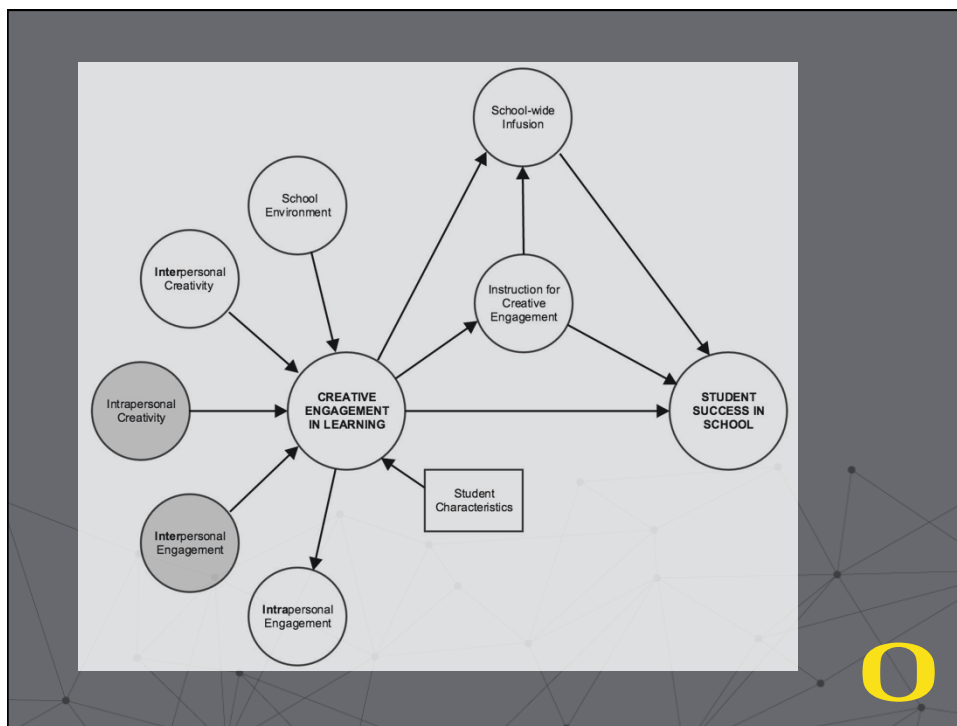 School-wide
Infusion
School
Environment
Interpersonal
Creativity
Instruction for
Creative
Engagement
Intrapersonal
Creativity
CREATIVE
ENGAGEMENT
IN LEARNING
STUDENT
SUCCESS IN
SCHOOL
Student
Characteristics
Interpersonal
Engagement
Intrapersonal
Engagement
O